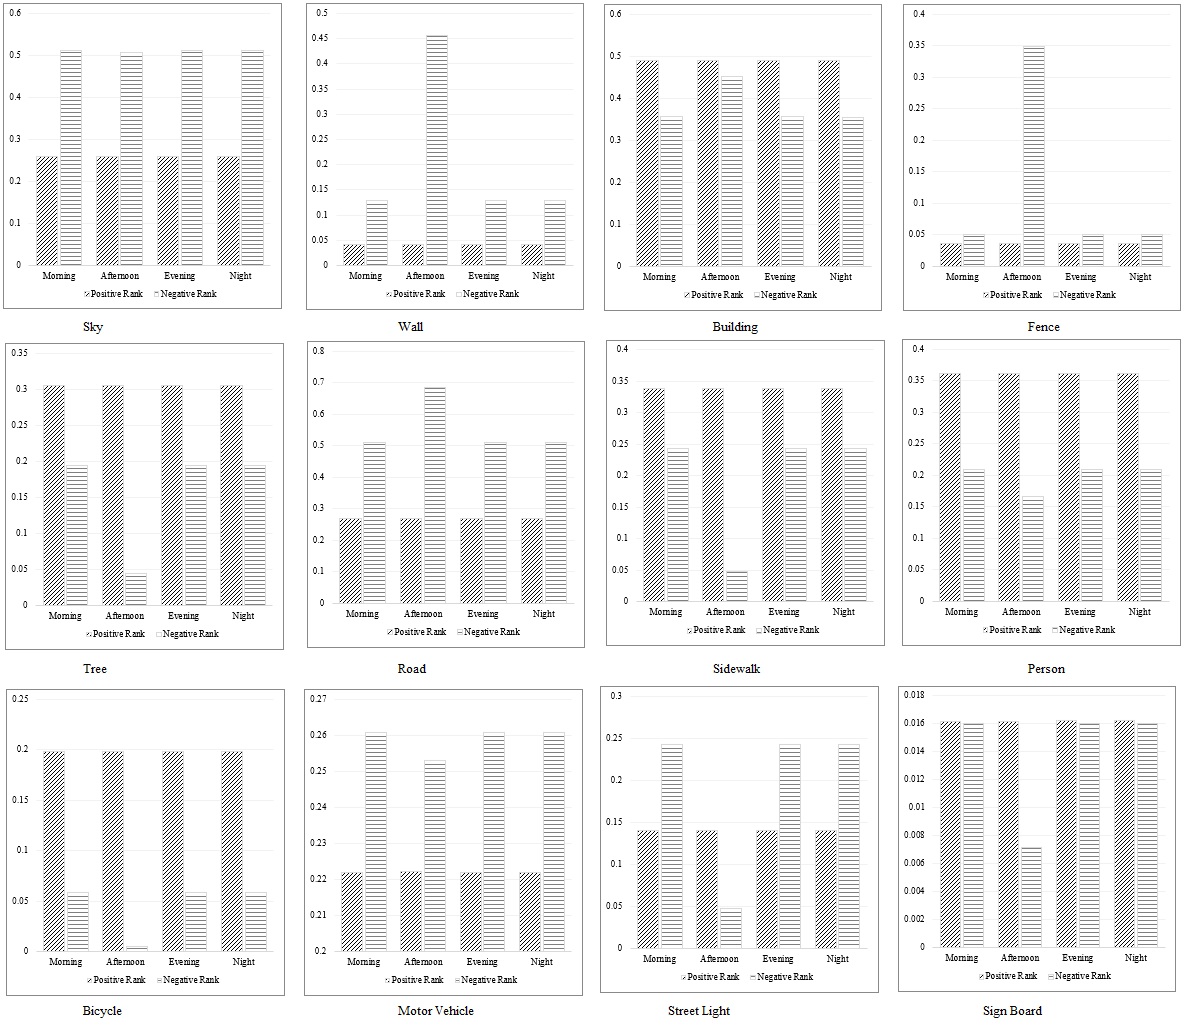 0.6
0.5
0.4
0.3
0.2
0.1
0
Morning Afternoon Evening Night
Positive Rank Negative Rank
Sky
0.5
0.45
0.4
0.35
0.3
0.25
0.2
0.15
0.1
0.05
0
Morning Afternoon Evening Night
Positive Rank Negative Rank
Wall
0.6
0.5
0.4
0.3
0.2
0.1
0
Morning Afternoon Evening Night
Positive Rank Negative Rank
Building
0.4
0.35
0.3
0.25
0.2
0.15
0.1
0.05
0
Morning Afternoon Evening Night
Positive Rank Negative Rank
Fence
0.35
0.3
0.25
0.2
0.15
0.1
0.05
0
Morning Afternoon Evening Night
Positive Rank Negative Rank
Tree
0.8
0.7
0.6
0.5
0.4
0.3
0.2
0.1
0
Morning Afternoon Evening Night
Positive Rank Negative Rank
Road
0.4
0.35
0.3
0.25
0.2
0.15
0.1
0.05
0
Morning Afternoon Evening Night
Positive Rank Negative Rank
Sidewalk
0.4
0.35
0.3
0.25
0.2
0.15
0.1
0.05
0
Morning Afternoon Evening Night
Positive Rank Negative Rank
Person
0.25
0.2
0.15
0.1
0.05
0
Morning Afternoon Evening Night
Positive Rank Negative Rank
Bicycle
0.27
0.26
0.25
0.24
0.23
0.22
0.21
0.2
Morning Afternoon Evening Night
Positive Rank Negative Rank
Motor Vehicle
0.3
0.25
0.2
0.15
0.1
0.05
0
Morning Afternoon Evening Night
Positive Rank Negative Rank
Street Light
0.018
0.016
0.014
0.012
0.01
0.008
0.006
0.004
0.002
0
Morning Afternoon Evening Night
Positive Rank Negative Rank
Sign Board